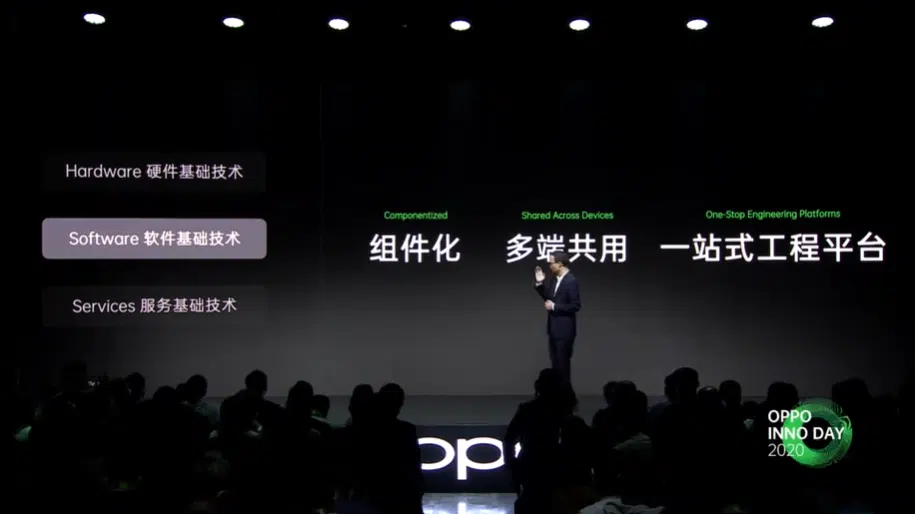 Hardware 硬件基础技术
Software 软件基础技术
Services 服务基础技术
Componentized
组件化
Shared Across Devices
多端共用
One-Stop Engineering Platforms
一站式工程平台
OPPO
INNO DAY
2020